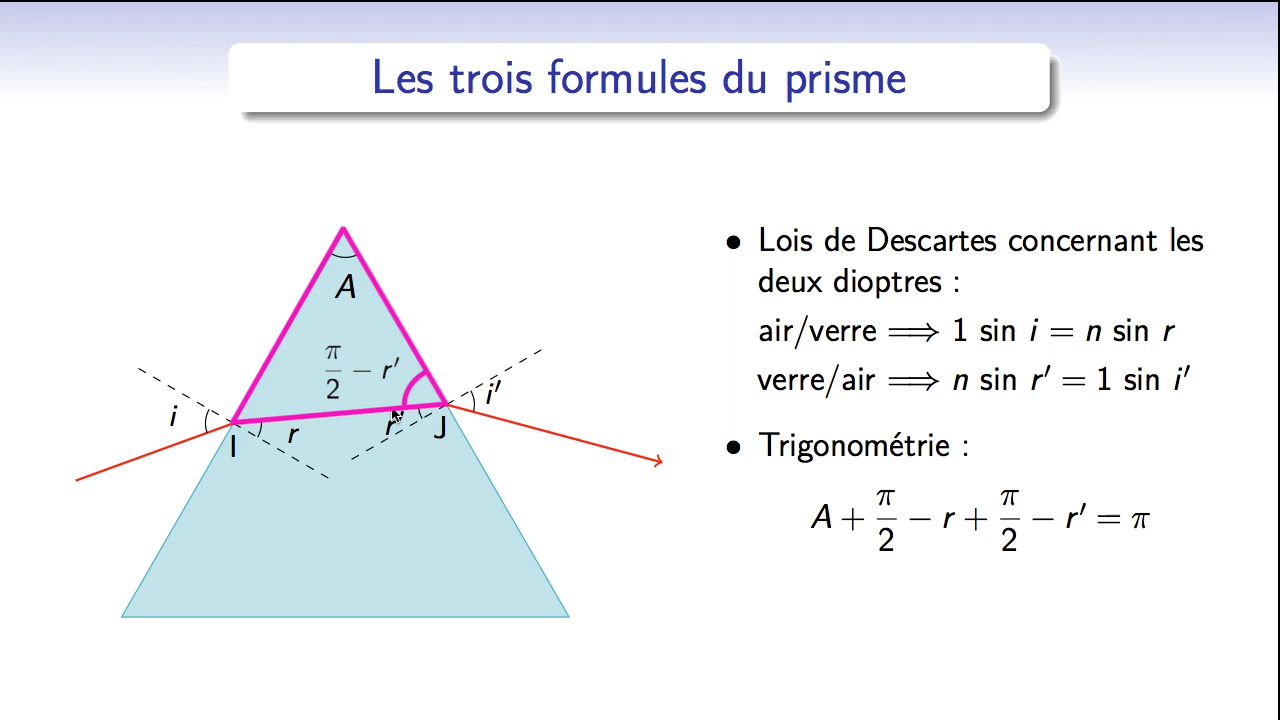 Les trois formules du prisme
A
π/2 − r′
i
I
r
r′
J
i′
• Lois de Descartes concernant les
deux dioptres :
air/verre ⟹ 1 sin i = n sin r
verre/air ⟹ n sin r′ = 1 sin i′
• Trigonométrie :
A + π/2 − r + π/2 − r′ = π